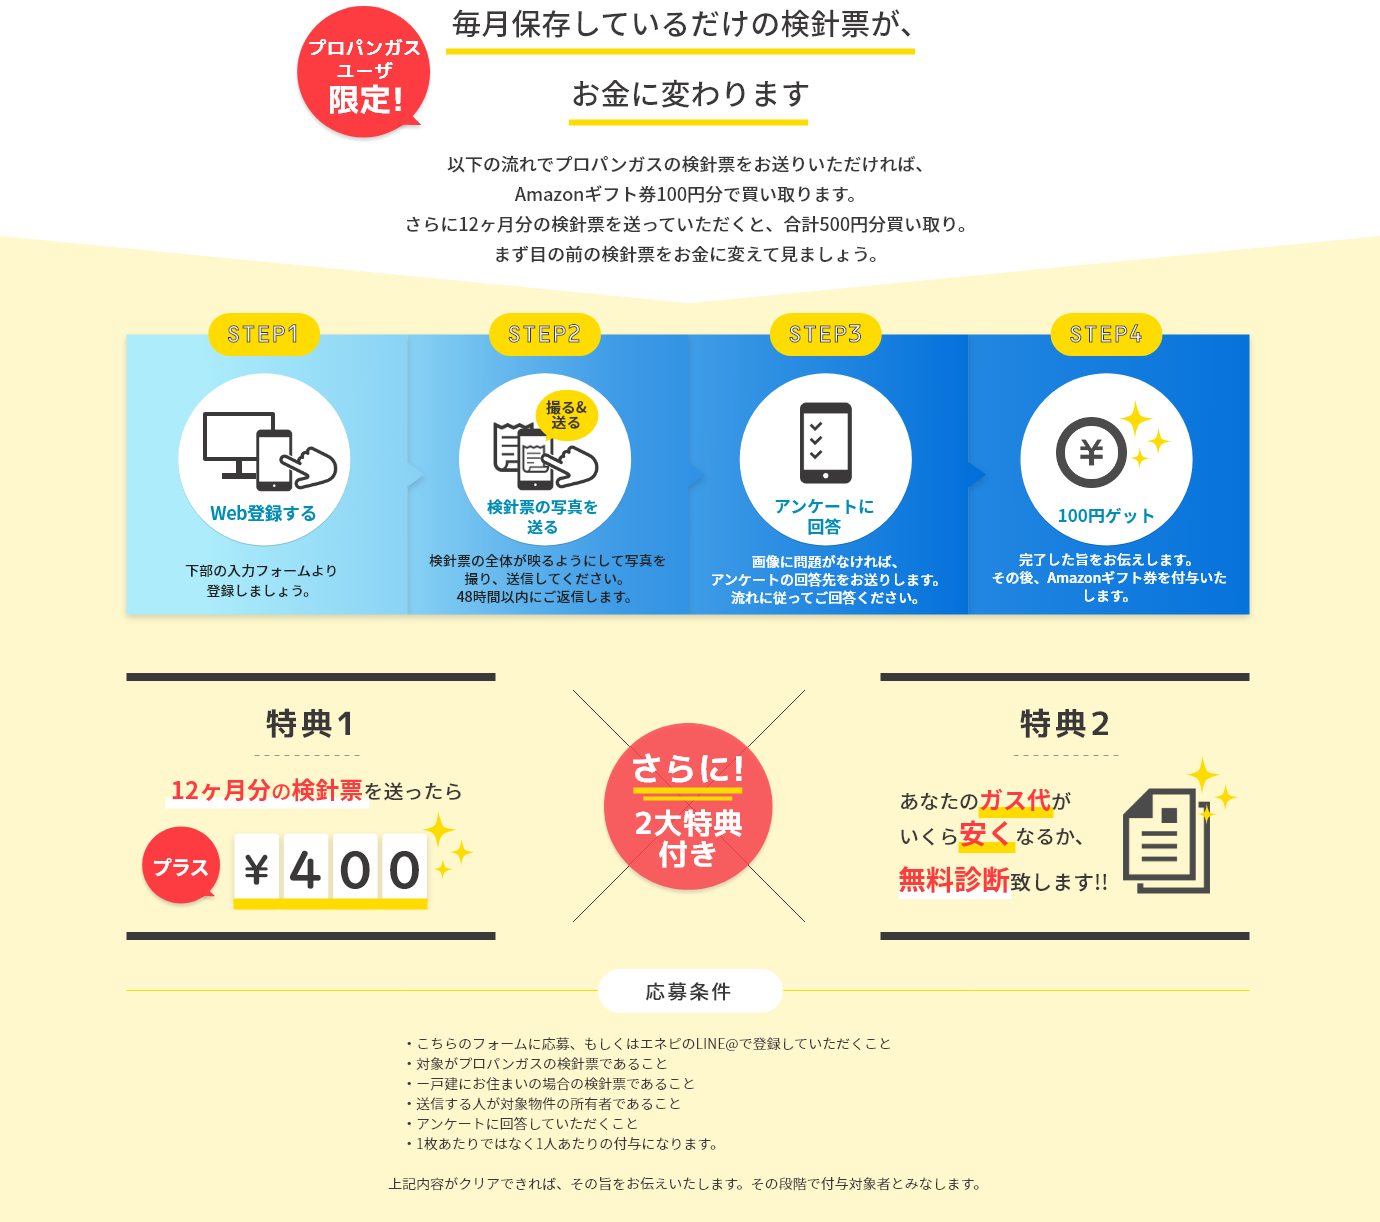 プロパンガス
ユーザ
限定!
毎月保存しているだけの検針票が、
お金に変わります
以下の流れでプロパンガスの検針票をお送りいただければ、
Amazonギフト券100円分で買い取ります。
さらに12ヶ月分の検針票を送っていただくと、合計500円分買い取り。
まず目の前の検針票をお金に変えて見ましょう。
STEP1
Web登録する
下部の入力フォームより
登録しましょう。
STEP2
撮る&
送る
検針票の写真を
送る
検針票の全体が映るようにして写真を
撮り、送信してください。
48時間以内にご返信します。
STEP3
アンケートに
回答
画像に問題がなければ、
アンケートの回答先をお送りします。
流れに従ってご回答ください。
STEP4
¥
100円ゲット
完了した旨をお伝えします。
その後、Amazonギフト券を付与いた
します。
特典1
12ヶ月分の検針票を送ったら
プラス
¥400
さらに!
2大特典
付き
特典2
あなたのガス代が
いくら安くなるか、
無料診断致します!!
応募条件
・こちらのフォームに応募、もしくはエネピのLINE@で登録していただくこと
・対象がプロパンガスの検針票であること
・一戸建にお住まいの場合の検針票であること
・送信する人が対象物件の所有者であること
・アンケートに回答していただくこと
・1枚あたりではなく1人あたりの付与になります。
上記内容がクリアできれば、その旨をお伝えいたします。その段階で付与対象者とみなします。